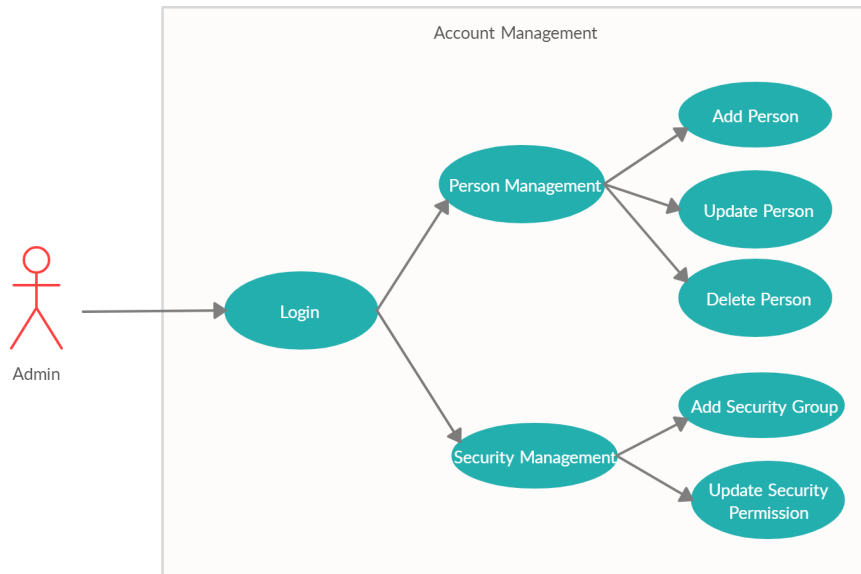 Account Management
Add Person
Person Management
Update Person
Delete Person
Login
Admin
Add Security Group
Security Management
Update Security
Permission